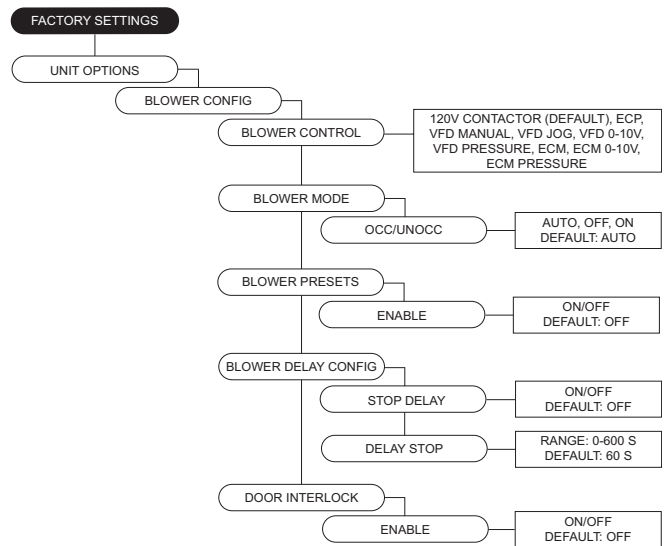 FACTORY SETTINGS
UNIT OPTIONS
BLOWER CONFIG
BLOWER CONTROL
120V CONTACTOR (DEFAULT), ECP,
VFD MANUAL, VFD JOG, VFD 0-10V,
VFD PRESSURE, ECM, ECM 0-10V,
ECM PRESSURE
BLOWER MODE
OCC/UNOCC
AUTO, OFF, ON
DEFAULT: AUTO
BLOWER PRESETS
ENABLE
ON/OFF
DEFAULT: OFF
BLOWER DELAY CONFIG
STOP DELAY
ON/OFF
DEFAULT: OFF
DELAY STOP
RANGE: 0-600 S
DEFAULT: 60 S
DOOR INTERLOCK
ENABLE
ON/OFF
DEFAULT: OFF